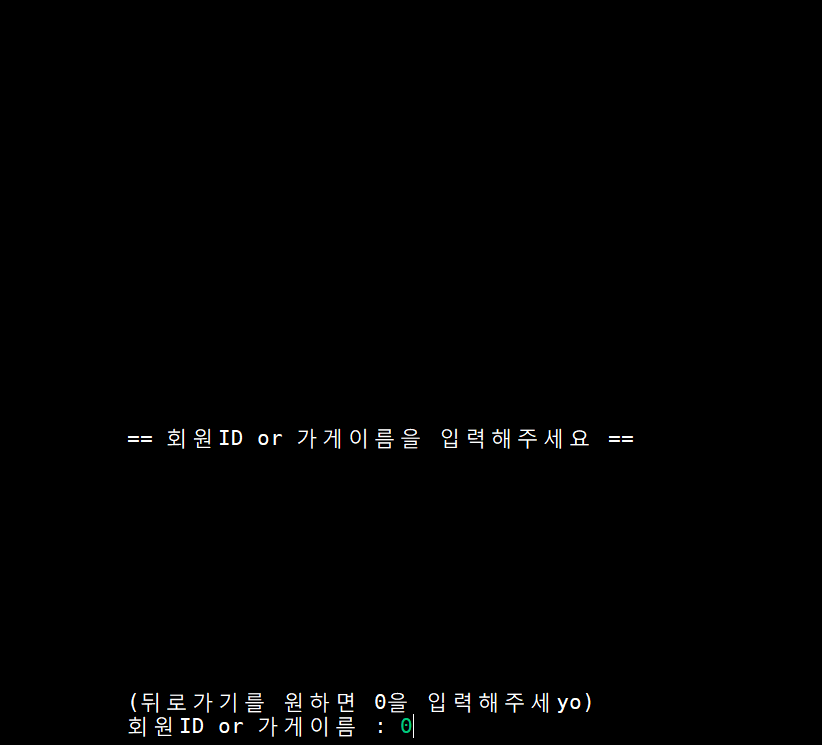 == 회원ID or 가게이름을 입력해주세요 ==
(뒤로가기를 원하면 0을 입력해주세yo)
회원ID or 가게이름 : 0